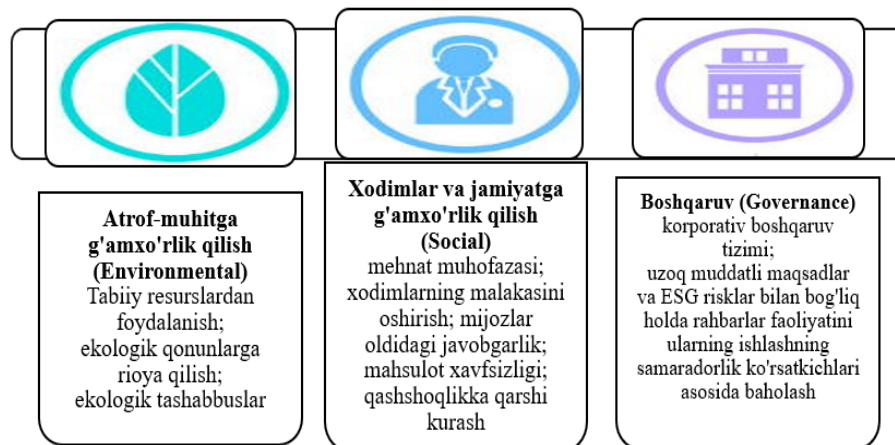 Atrof-muhitga
g'amxo'rlik qilish
(Environmental)
Tabiiy resurslardan
foydalanish;
ekologik qonunlarga
rioya qilish;
ekologik tashabbuslar
Xodimlar va jamiyatga
g'amxo'rlik qilish
(Social)
mehnat muhofazasi;
xodimlarning malakasini
oshirish; mijozlar
oldidagi javobgarlik;
mahsulot xavfsizligi;
qashshoqlikka qarshi
kurash
Boshqaruv (Governance)
korporativ boshqaruv
tizimi;
uzoq muddatli maqsadlar
va ESG risklar bilan bog'liq
holda rahbarlar faoliyatini
ularning ishlashning
samaradorlik ko'rsatkichlari
asosida baholash